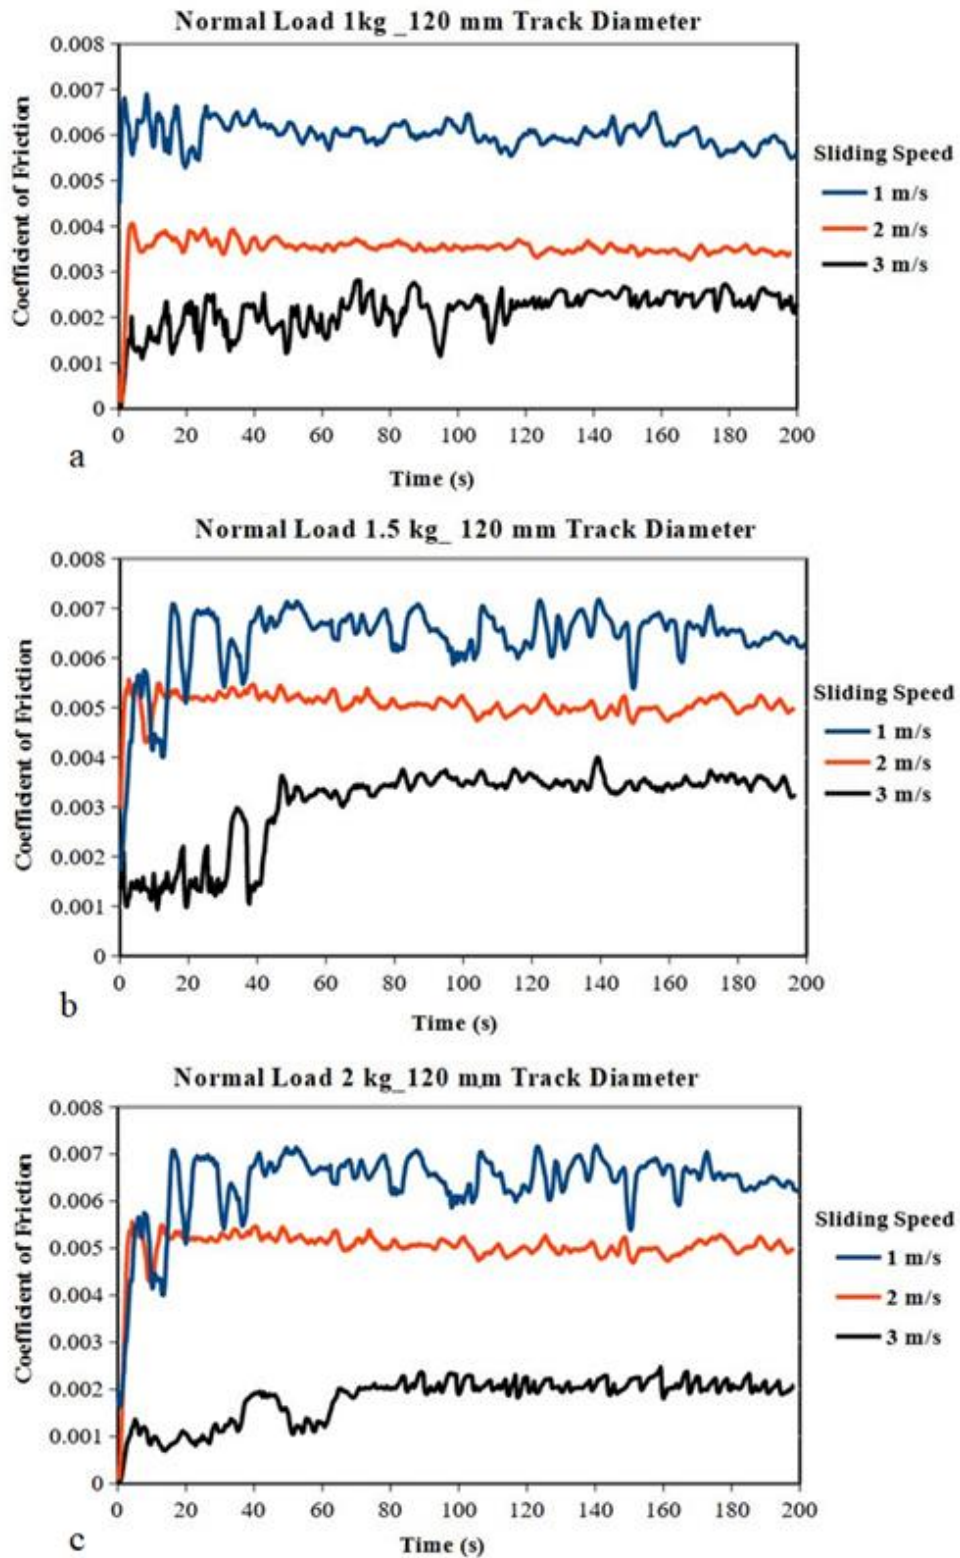 Normal Load 1kg _120 mm Track Diameter
0.008
0.007
0.006
0.005
0.004
0.003
0.002
0.001
0
Coefficient of Friction
0 20 40 60 80 100 120 140 160 180 200
Time (s)
Sliding Speed
1 m/s
2 m/s
3 m/s
a
Normal Load 1.5 kg_ 120 mm Track Diameter
0.008
0.007
0.006
0.005
0.004
0.003
0.002
0.001
0
Coefficient of Friction
0 20 40 60 80 100 120 140 160 180 200
Time (s)
Sliding Speed
1 m/s
2 m/s
3 m/s
b
Normal Load 2 kg_120 mm Track Diameter
0.008
0.007
0.006
0.005
0.004
0.003
0.002
0.001
0
Coefficient of Friction
0 20 40 60 80 100 120 140 160 180 200
Time (s)
Sliding Speed
1 m/s
2 m/s
3 m/s
c